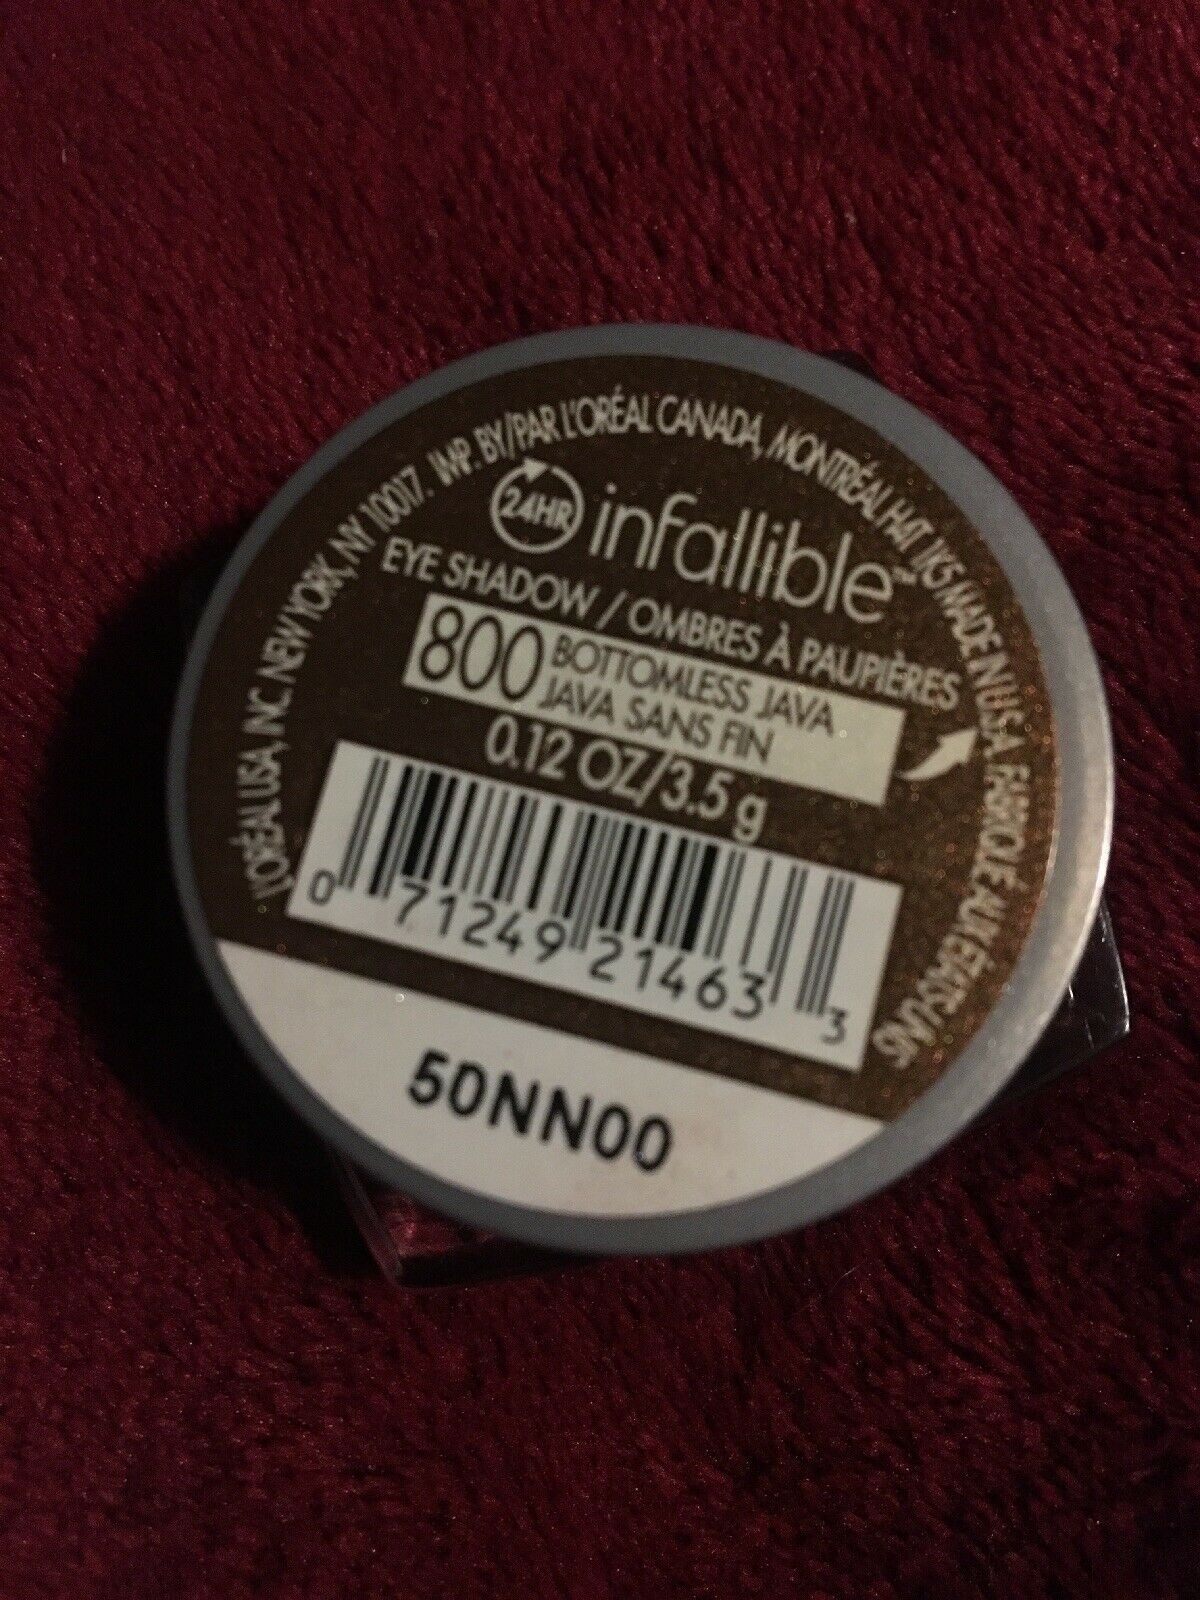 L'ORÉAL USA, INC. NEW YORK, NY 10017. IMP. BY/PAR L'ORÉAL CANADA, MONTRÉAL H4T 1K5 MADE IN U.S.A. FABRIQUÉ AUX ÉTATS-UNIS
24HR infallible™
EYE SHADOW / OMBRES À PAUPIÈRES
800 BOTTOMLESS JAVA
JAVA SANS FIN
0.12 OZ/3.5 g
0 71249 21463 3
50NN00